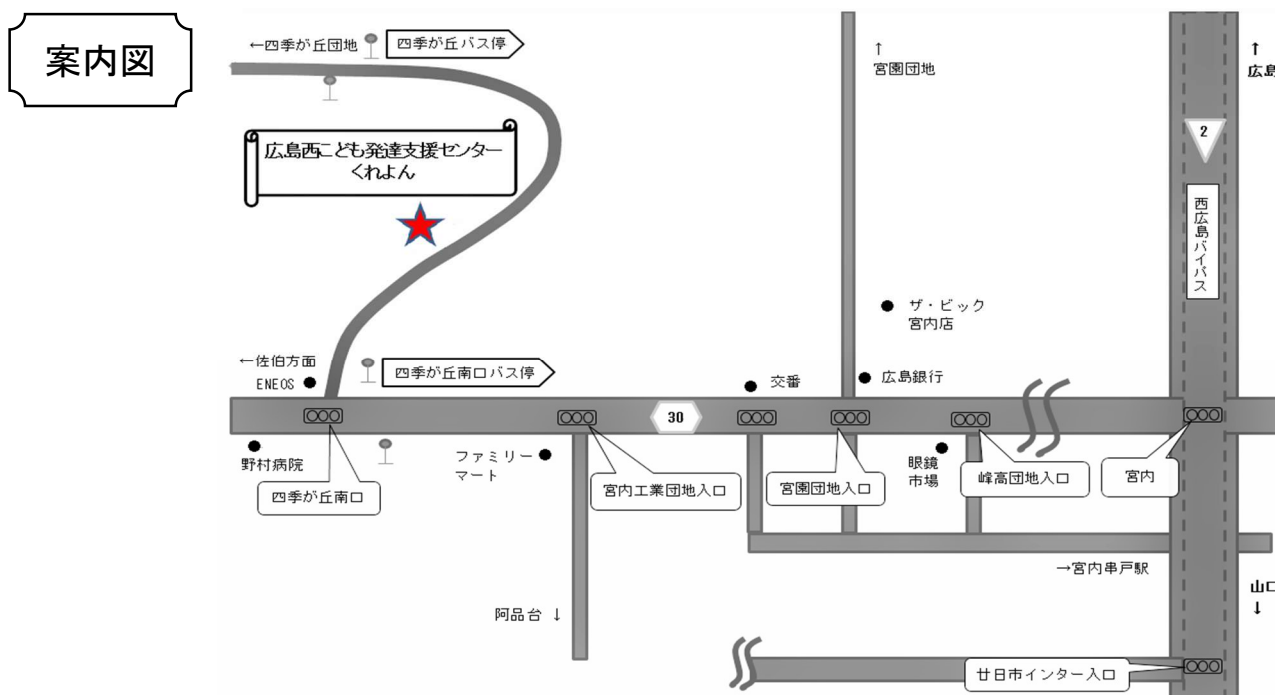 案内図
←四季が丘団地
四季が丘バス停
↑
宮園団地
↑
広島
2
広島西こども発達支援センター
くれよん
西広島バイパス
ザ・ビック
宮内店
←佐伯方面
ENEOS
四季が丘南口バス停
交番
広島銀行
30
野村病院
ファミリー
マート
眼鏡
市場
四季が丘南口
宮内工業団地入口
宮園団地入口
峰高団地入口
宮内
→宮内串戸駅
阿品台 ↓
山口
↓
廿日市インター入口